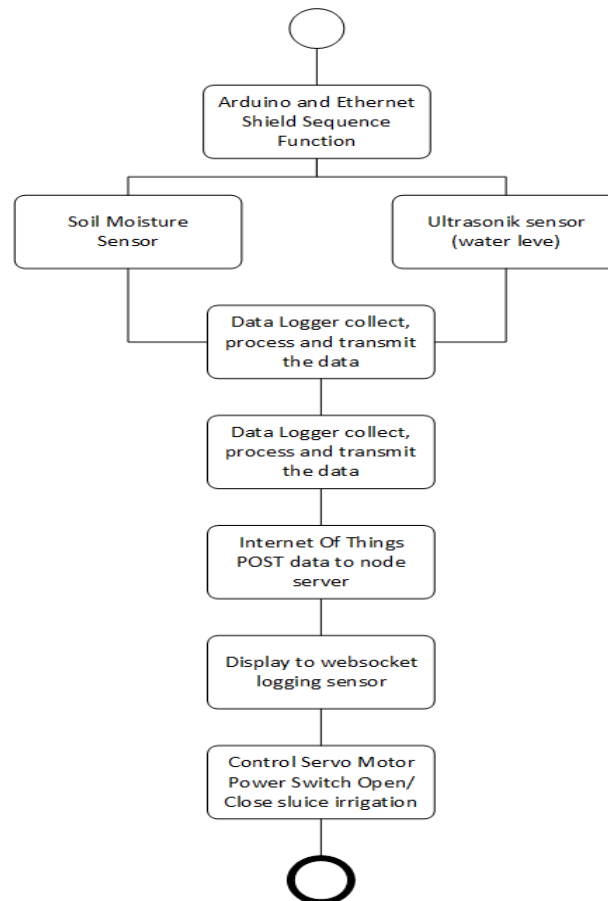 Arduino and Ethernet
Shield Sequence
Function
Soil Moisture
Sensor
Ultrasonik sensor
(water leve)
Data Logger collect,
process and transmit
the data
Data Logger collect,
process and transmit
the data
Internet Of Things
POST data to node
server
Display to websocket
logging sensor
Control Servo Motor
Power Switch Open/
Close sluice irrigation